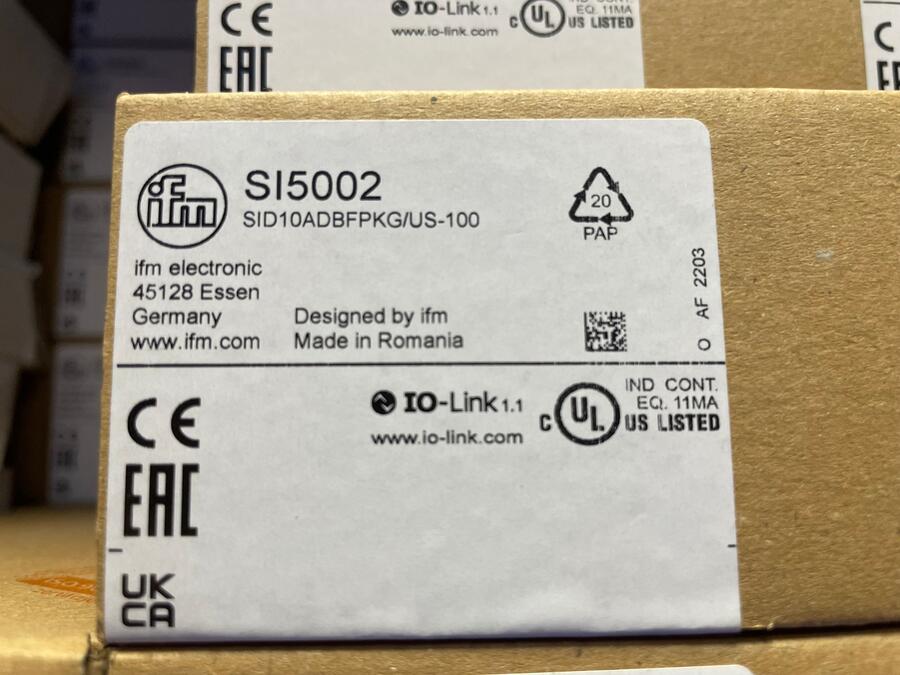 CE
IO-Link 1.1
EQ. 11MA
c UL US LISTED
www.io-link.com
EAC
ifm
SI5002
SID10ADBFPKG/US-100
20
PAP
ifm electronic
45128 Essen
Germany
www.ifm.com
Designed by ifm
Made in Romania
O AF 2203
CE
IO-Link 1.1
www.io-link.com
c UL US LISTED
IND CONT.
EQ. 11MA
EAC
UK
CA